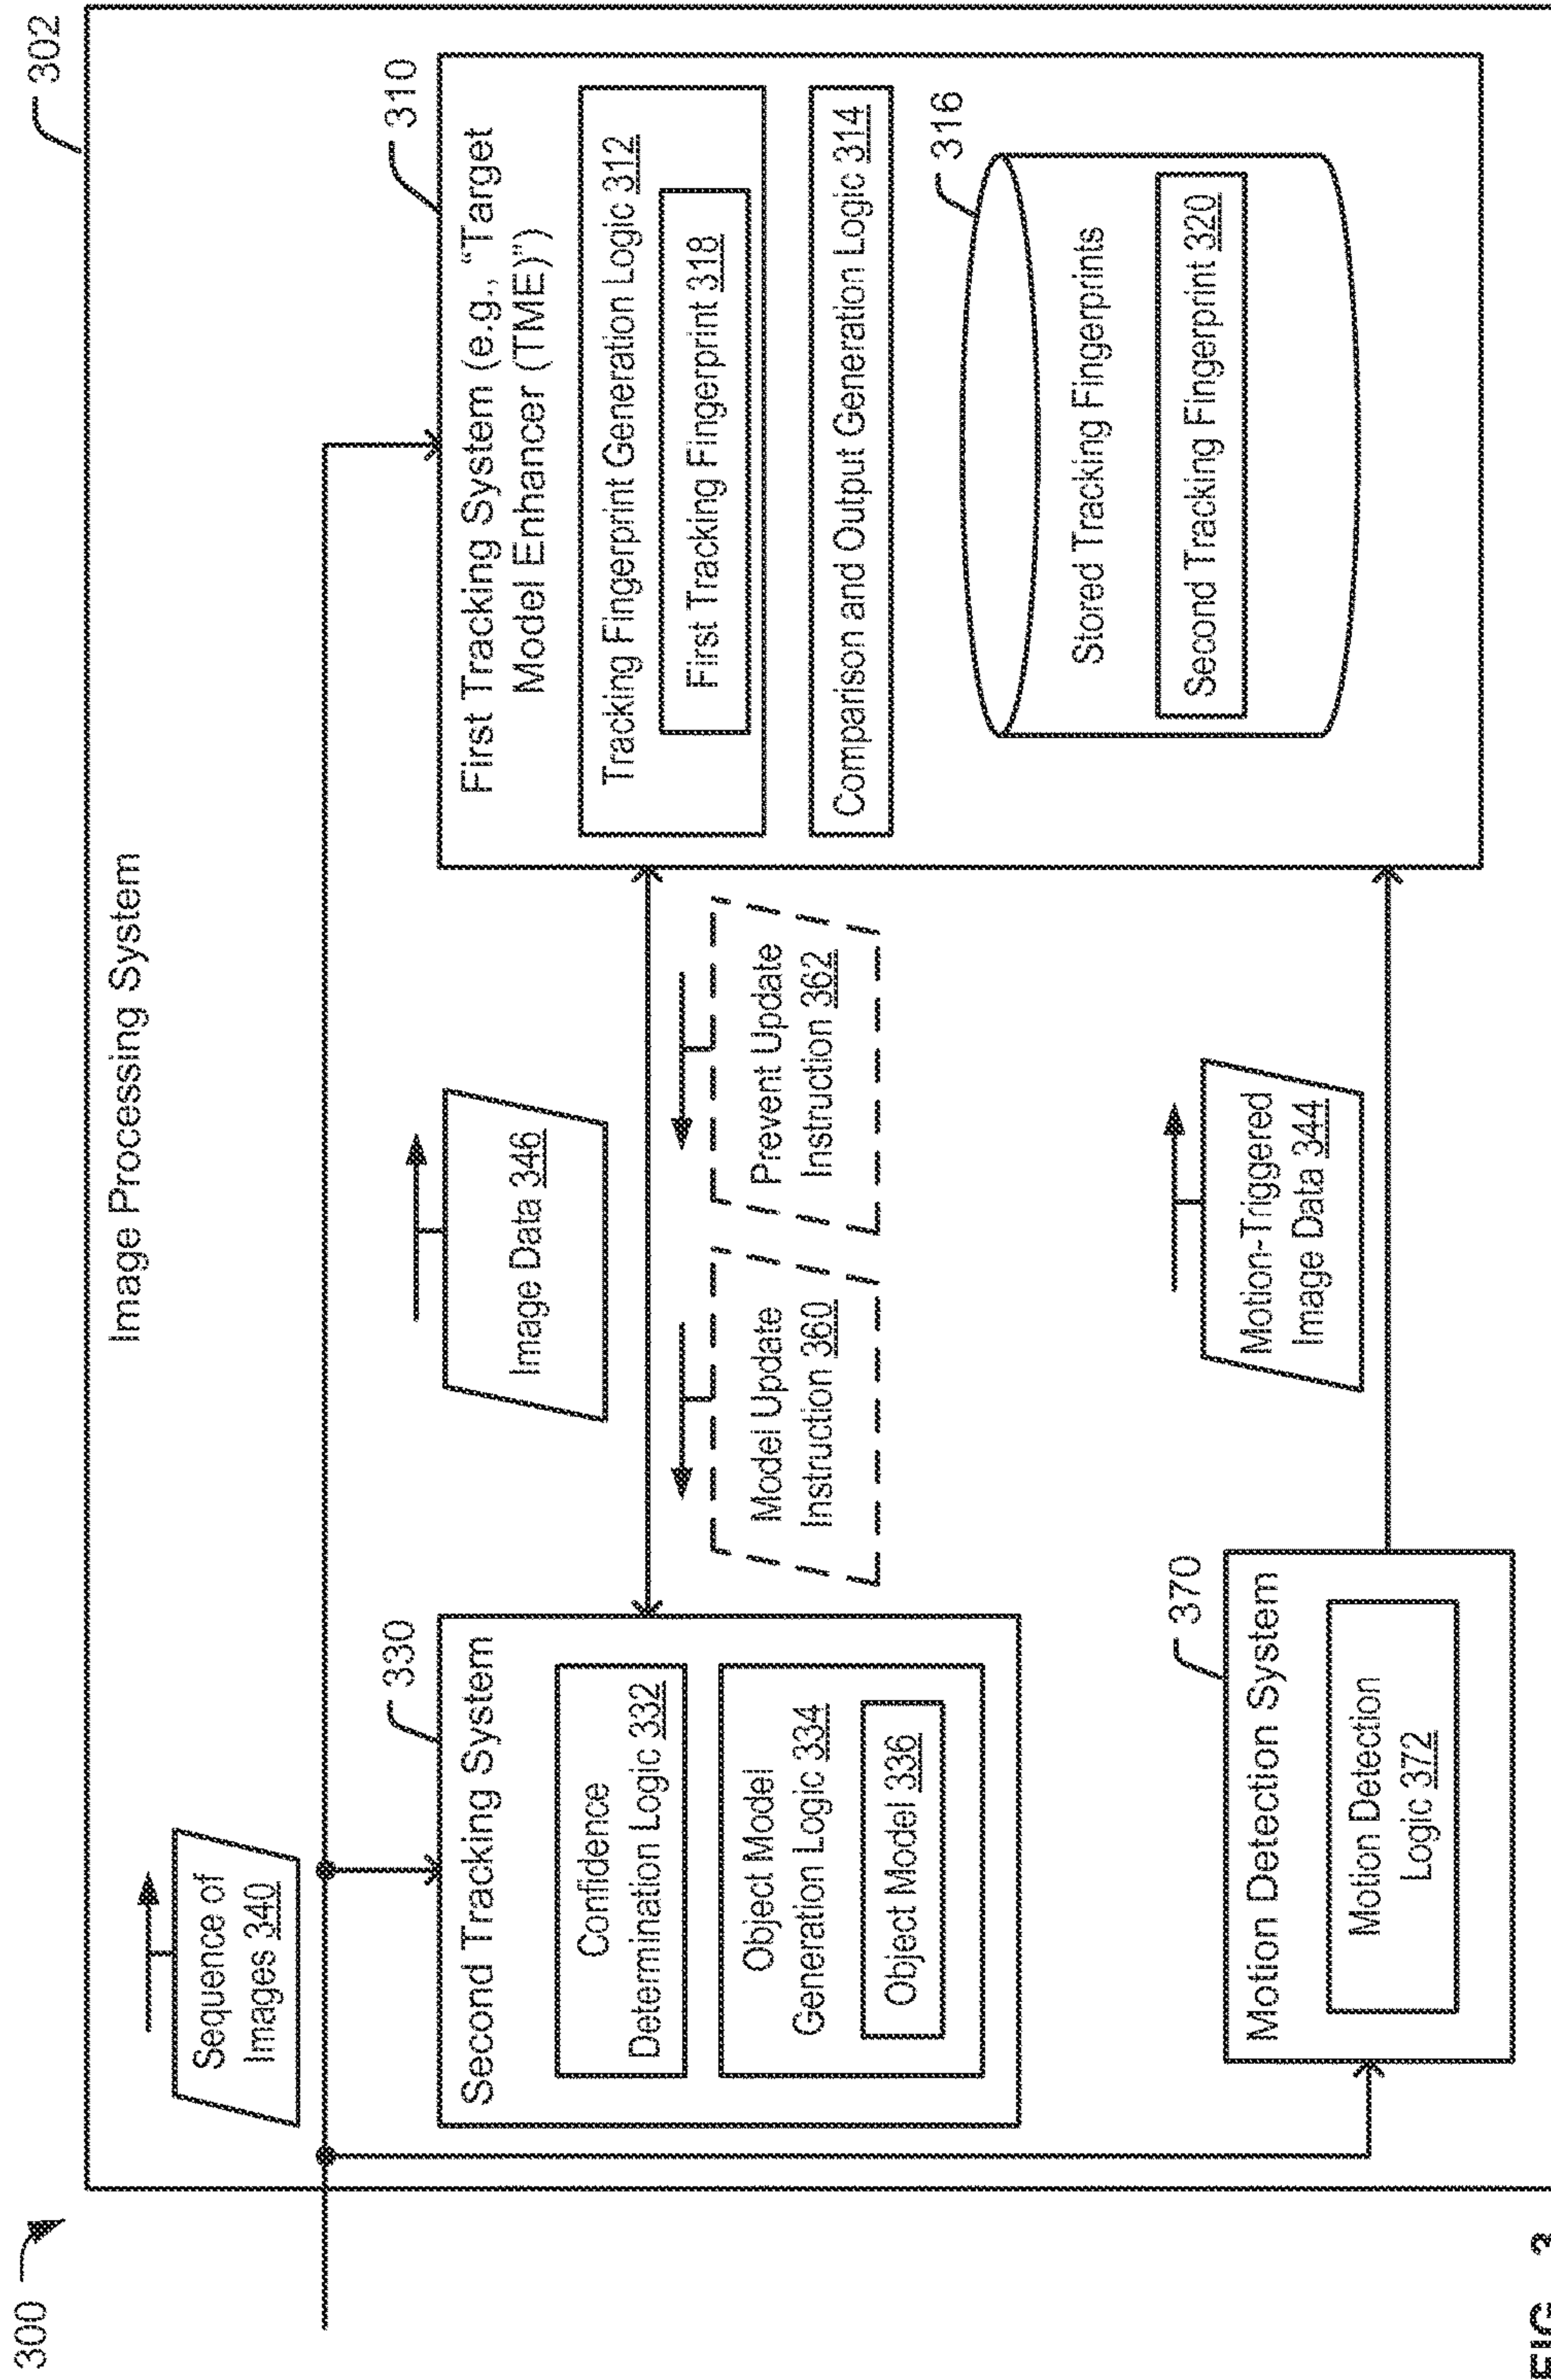 300
302
Image Processing System
Sequence of
Images 340
330
Second Tracking System
Confidence
Determination Logic 332
Object Model
Generation Logic 334
Object Model 336
Image Data 346
Model Update
Instruction 360
Prevent Update
Instruction 362
310
First Tracking System (e.g., “Target
Model Enhancer (TME)”)
Tracking Fingerprint Generation Logic 312
First Tracking Fingerprint 318
Comparison and Output Generation Logic 314
316
Stored Tracking Fingerprints
Second Tracking Fingerprint 320
370
Motion Detection System
Motion Detection
Logic 372
Motion-Triggered
Image Data 344
FIG. 3